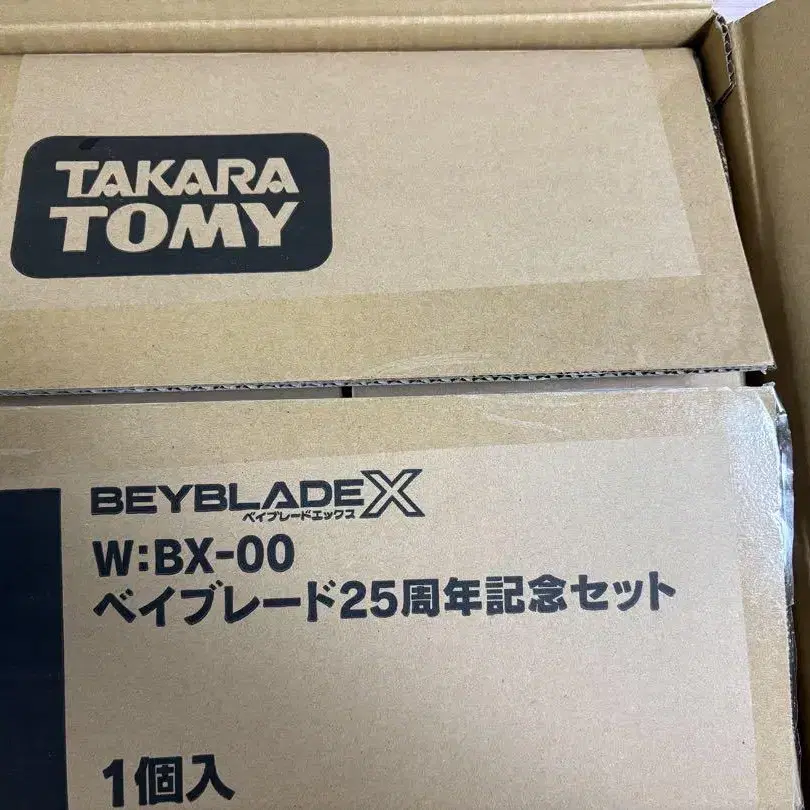 TAKARA
TOMY
BEYBLADE X
ベイブレードエックス
W:BX-00
ベイブレード25周年記念セット
1個入